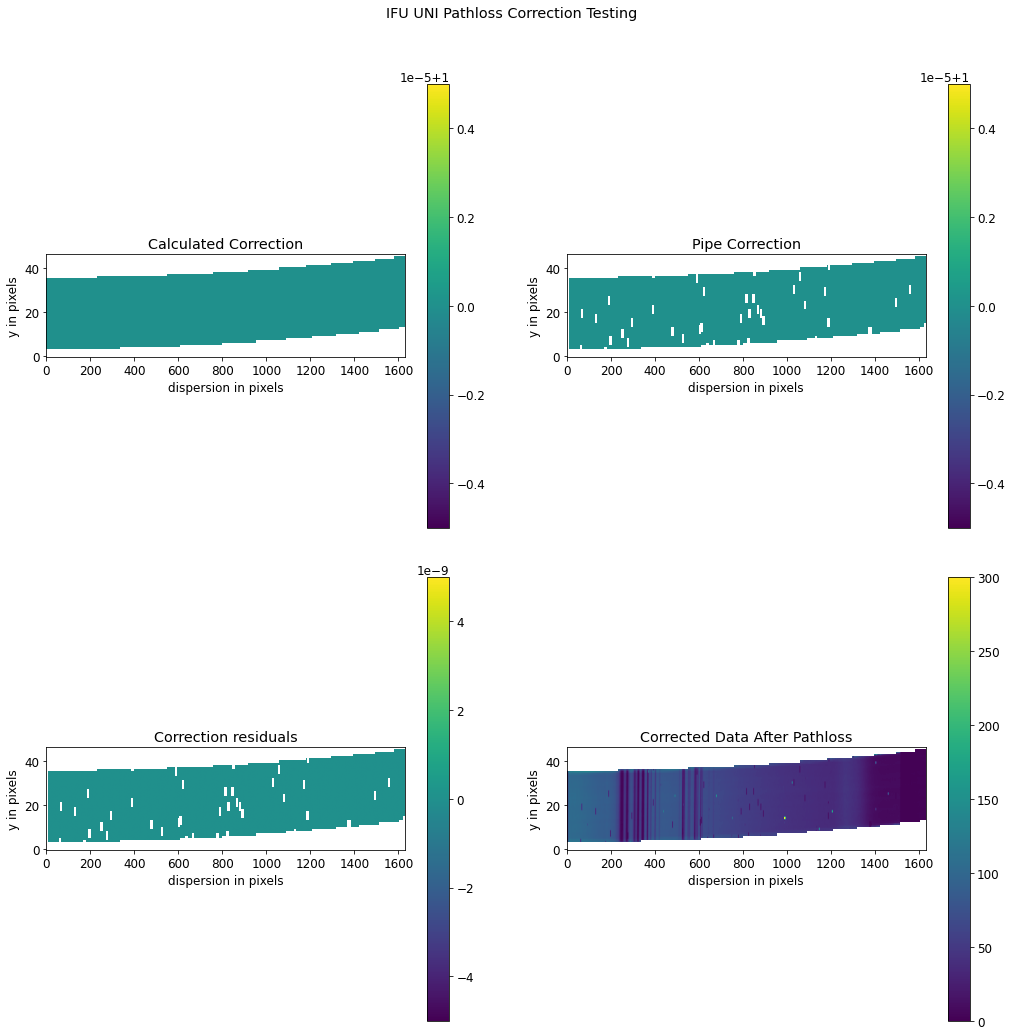 IFU UNI Pathloss Correction Testing
1e−5+1
Calculated Correction
y in pixels
40
20
0
0 200 400 600 800 1000 1200 1400 1600
dispersion in pixels
0.4
0.2
0.0
−0.2
−0.4
1e−5+1
Pipe Correction
y in pixels
40
20
0
0 200 400 600 800 1000 1200 1400 1600
dispersion in pixels
0.4
0.2
0.0
−0.2
−0.4
1e−9
Correction residuals
y in pixels
40
20
0
0 200 400 600 800 1000 1200 1400 1600
dispersion in pixels
4
2
0
−2
−4
Corrected Data After Pathloss
y in pixels
40
20
0
0 200 400 600 800 1000 1200 1400 1600
dispersion in pixels
300
250
200
150
100
50
0